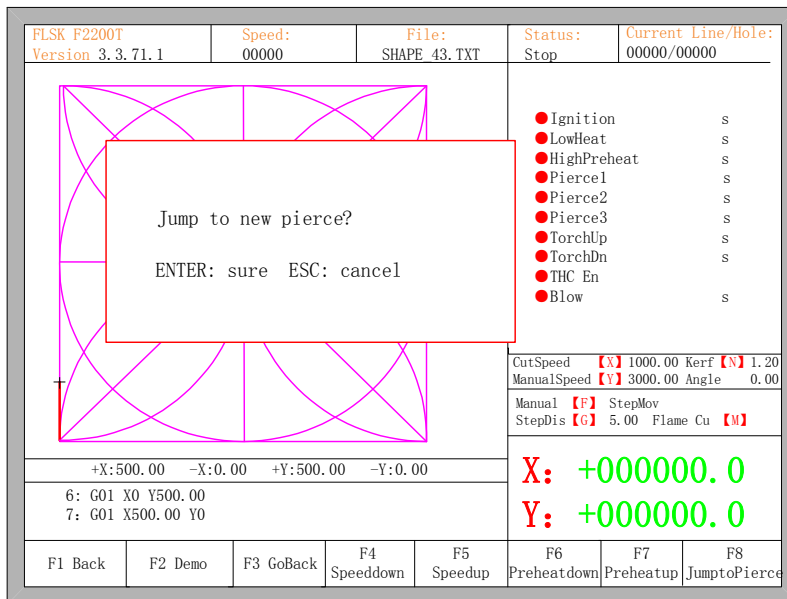 FLSK F2200T Speed: File: Status: Current Line/Hole:
Version 3.3.71.1 00000 SHAPE_43.TXT Stop 00000/00000
Ignition s
LowHeat s
HighPreheat s
Pierce1 s
Pierce2 s
Pierce3 s
TorchUp s
TorchDn s
THC En
Blow s
Jump to new pierce?
ENTER: sure ESC: cancel
CutSpeed 【X】 1000.00 Kerf 【N】 1.20
ManualSpeed 【Y】 3000.00 Angle 0.00
Manual 【F】 StepMov
StepDis 【G】 5.00 Flame Cu 【M】
+X:500.00 -X:0.00 +Y:500.00 -Y:0.00
6: G01 X0 Y500.00
7: G01 X500.00 Y0
X: +000000.0
Y: +000000.0
F1 Back F2 Demo F3 GoBack F4 Speeddown F5 Speedup F6 Preheatdown F7 Preheatup F8 JumptoPierce